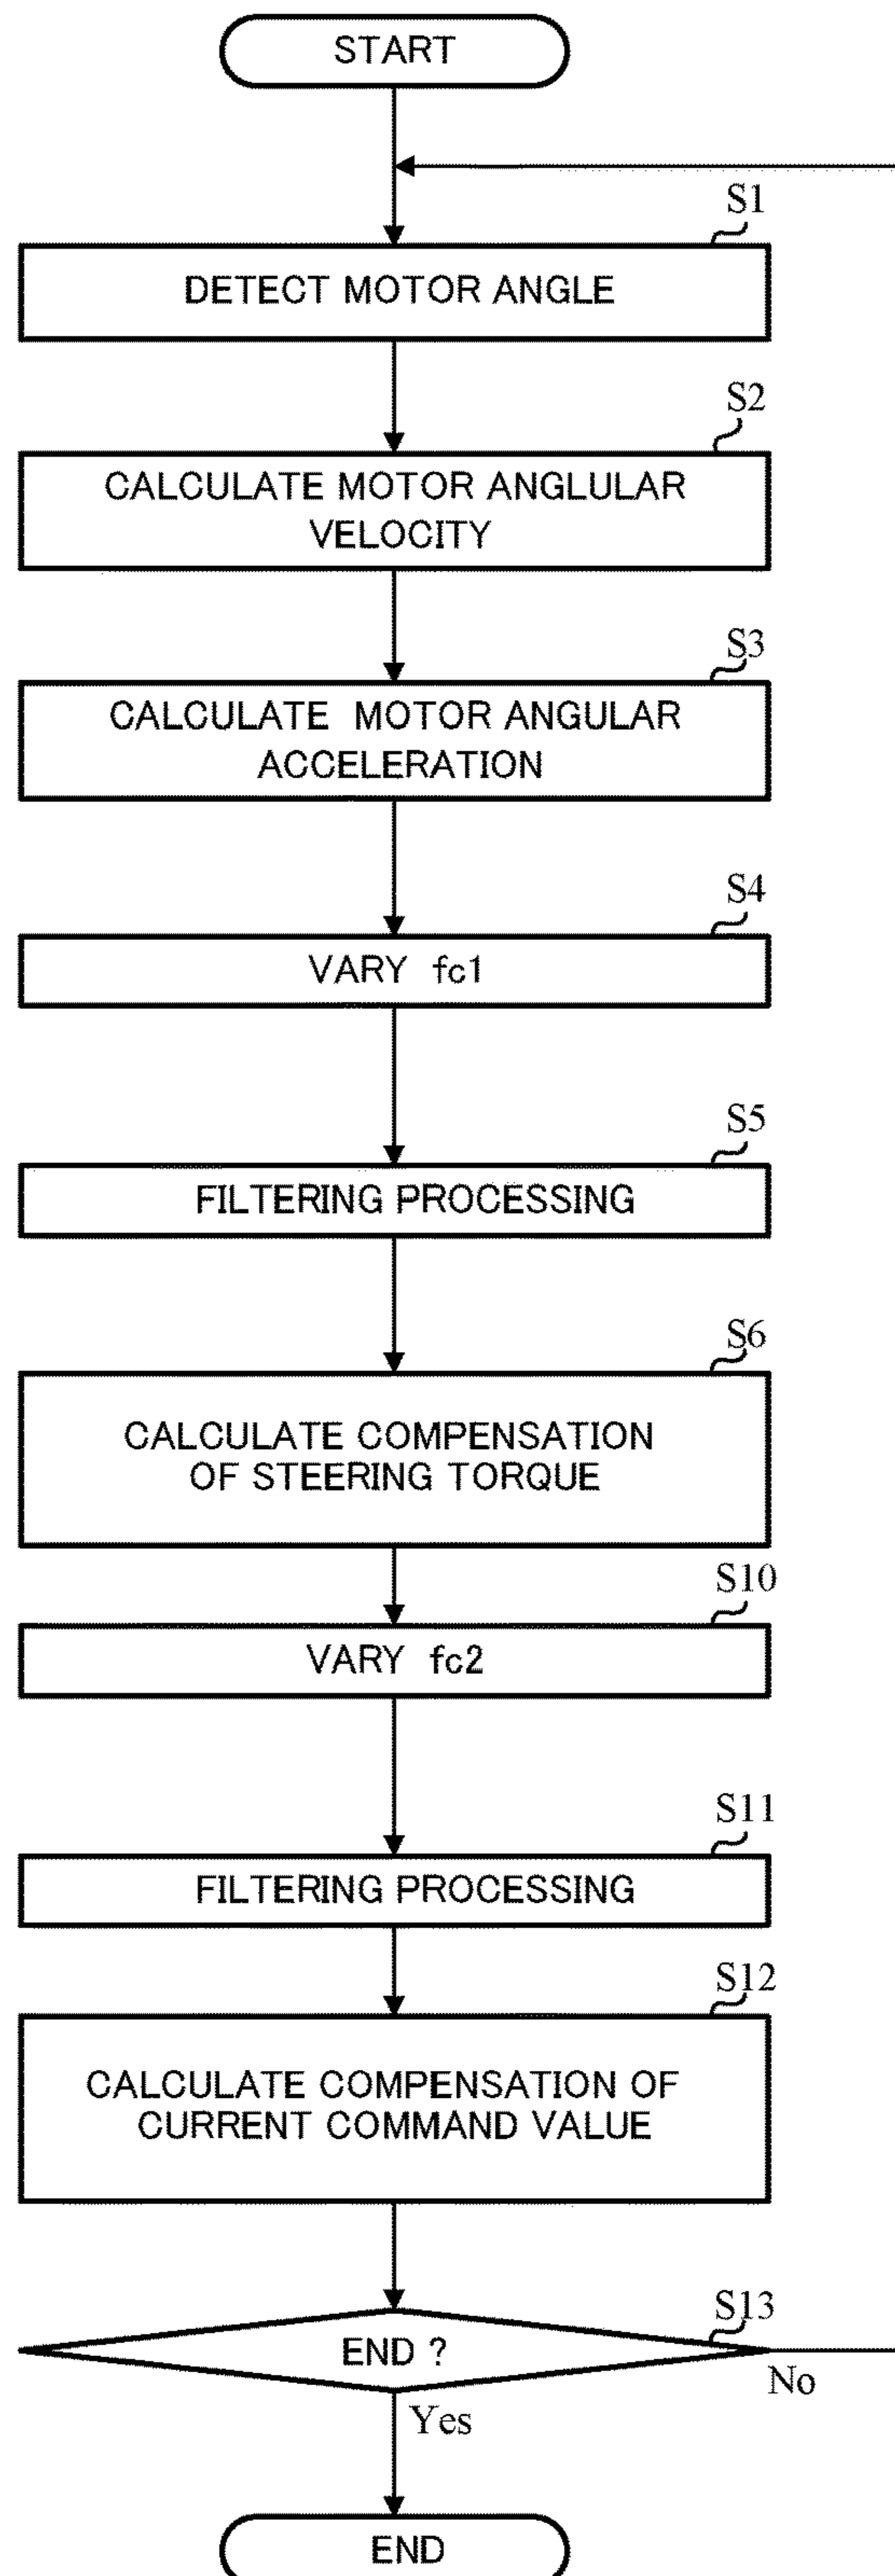 START
S1
DETECT MOTOR ANGLE
S2
CALCULATE MOTOR ANGLULAR
VELOCITY
S3
CALCULATE MOTOR ANGULAR
ACCELERATION
S4
VARY fc1
S5
FILTERING PROCESSING
S6
CALCULATE COMPENSATION
OF STEERING TORQUE
S10
VARY fc2
S11
FILTERING PROCESSING
S12
CALCULATE COMPENSATION OF
CURRENT COMMAND VALUE
S13
END ?
No
Yes
END